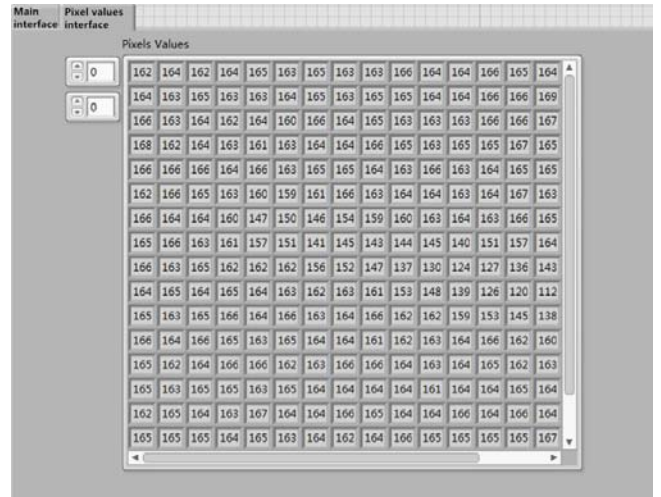 Main Pixel values
interface interface
Pixels Values
0 162 164 162 164 165 163 165 163 163 166 164 164 166 165 164
164 163 165 163 163 164 165 163 165 165 164 164 166 166 169
0
166 163 164 162 164 160 166 164 165 163 163 163 166 166 167
168 162 164 163 161 163 164 164 166 165 163 165 165 167 165
166 166 166 164 166 163 165 165 164 163 166 163 164 165 165
162 166 165 163 160 159 161 166 163 164 164 163 164 167 163
166 164 164 160 147 150 146 154 159 160 163 164 163 166 165
165 166 163 161 157 151 141 145 143 144 145 140 151 157 164
166 163 165 162 162 162 156 152 147 137 130 124 127 136 143
164 165 164 165 164 163 162 163 161 153 148 139 126 120 112
165 163 165 166 164 166 163 164 166 162 162 159 153 145 138
166 164 164 166 165 163 165 164 164 161 162 163 164 166 162 160
165 162 164 166 166 162 163 166 166 164 163 164 165 162 163
165 163 165 165 163 165 164 164 164 164 161 164 164 165 164
162 165 164 163 167 164 164 166 165 164 164 166 164 166 164
165 165 165 164 165 163 164 162 164 166 165 165 165 165 167